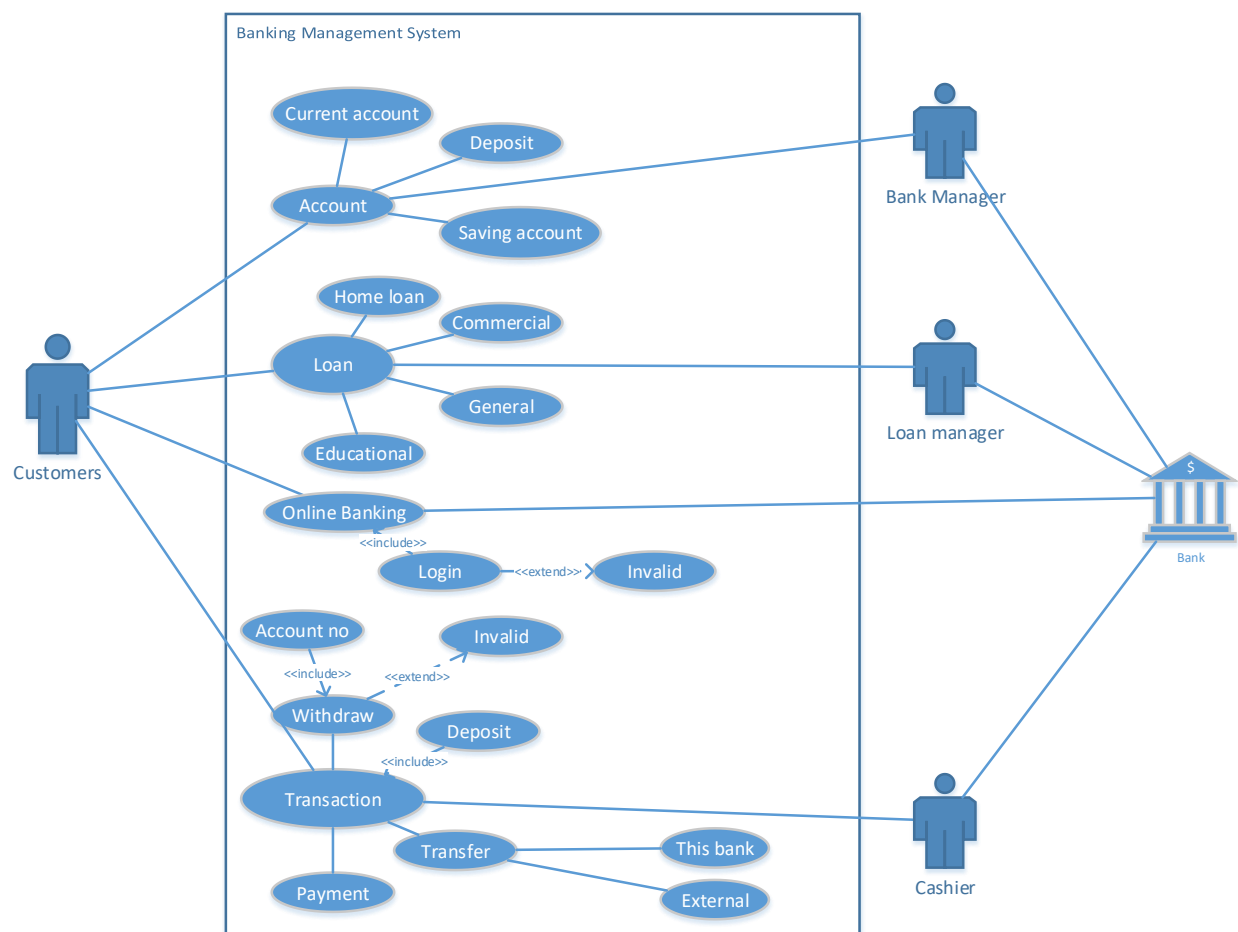 Banking Management System
Current account
Deposit
Account
Saving account
Bank Manager
Home loan
Commercial
Loan
General
Educational
Loan manager
Customers
$
Bank
Online Banking
<<include>>
Login
<<extend>>
Invalid
Account no
Invalid
<<include>>
<<extend>>
Withdraw
Deposit
<<include>>
Transaction
Transfer
This bank
Payment
External
Cashier